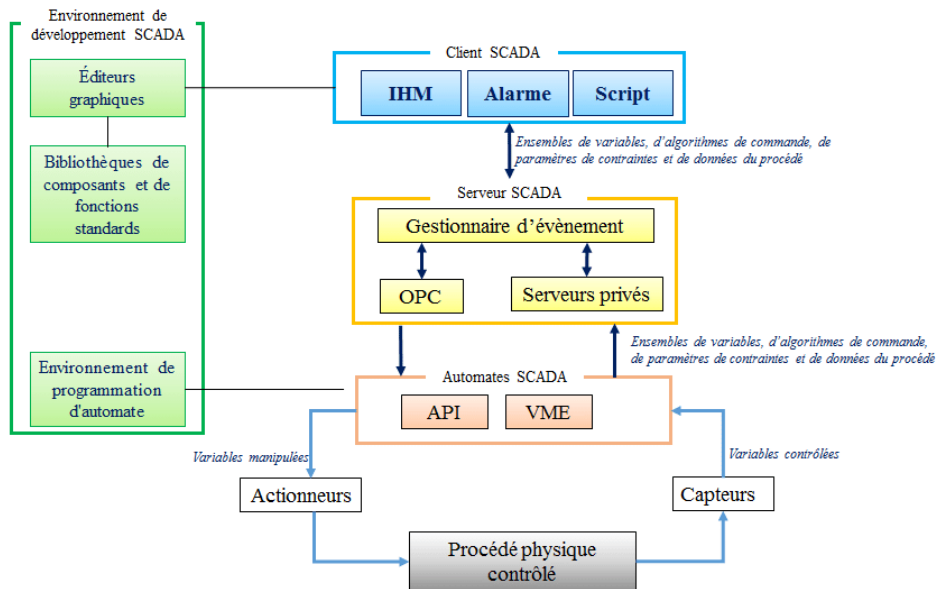 Environnement de
développement SCADA
Éditeurs
graphiques
Bibliothèques de
composants et de
fonctions
standards
Environnement de
programmation
d'automate
Client SCADA
IHM
Alarme
Script
Ensembles de variables, d'algorithmes de commande, de
paramètres de contraintes et de données du procédé
Serveur SCADA
Gestionnaire d'évènement
OPC
Serveurs privés
Ensembles de variables, d'algorithmes de commande,
de paramètres de contraintes et de données du procédé
Automates SCADA
API
VME
Variables manipulées
Variables contrôlées
Actionneurs
Capteurs
Procédé physique
contrôlé